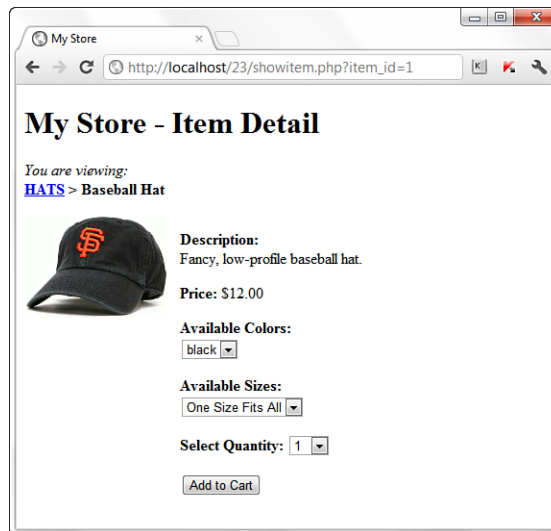 My Store
http://localhost/23/showitem.php?item_id=1
My Store - Item Detail
You are viewing:
HATS > Baseball Hat
SF
Description:
Fancy, low-profile baseball hat.
Price: $12.00
Available Colors:
black
Available Sizes:
One Size Fits All
Select Quantity: 1
Add to Cart